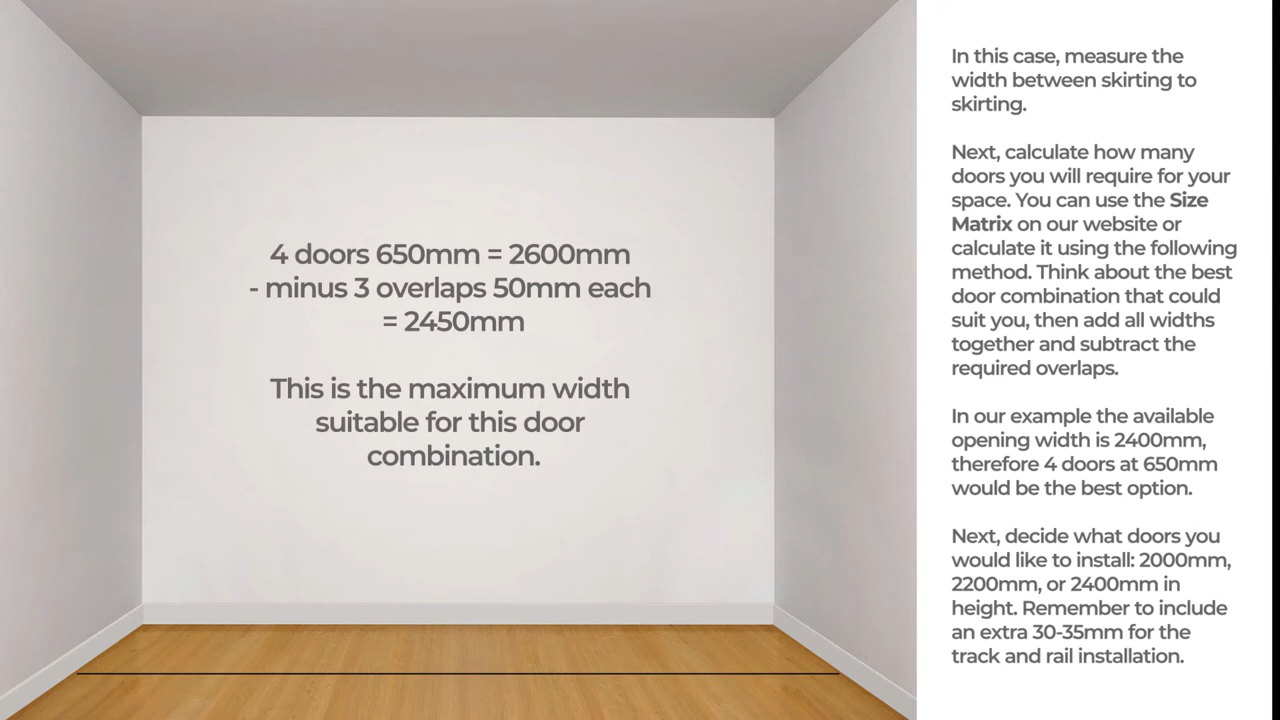 4 doors 650mm = 2600mm
- minus 3 overlaps 50mm each
= 2450mm
This is the maximum width
suitable for this door
combination.
In this case, measure the
width between skirting to
skirting.
Next, calculate how many
doors you will require for your
space. You can use the Size
Matrix on our website or
calculate it using the following
method. Think about the best
door combination that could
suit you, then add all widths
together and subtract the
required overlaps.
In our example the available
opening width is 2400mm,
therefore 4 doors at 650mm
would be the best option.
Next, decide what doors you
would like to install: 2000mm,
2200mm, or 2400mm in
height. Remember to include
an extra 30-35mm for the
track and rail installation.